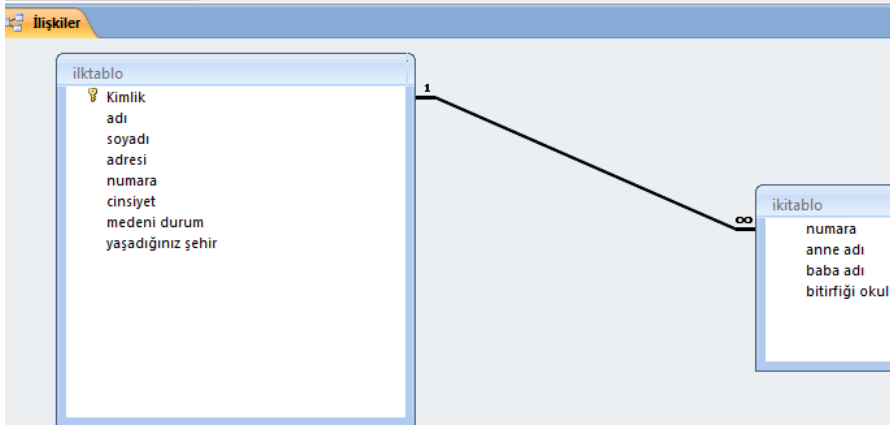 İlişkiler
ilktablo
Kimlik
adı
soyadı
adresi
numara
cinsiyet
medeni durum
yaşadığınız şehir
1
∞
ikitablo
numara
anne adı
baba adı
bitirfiği okul